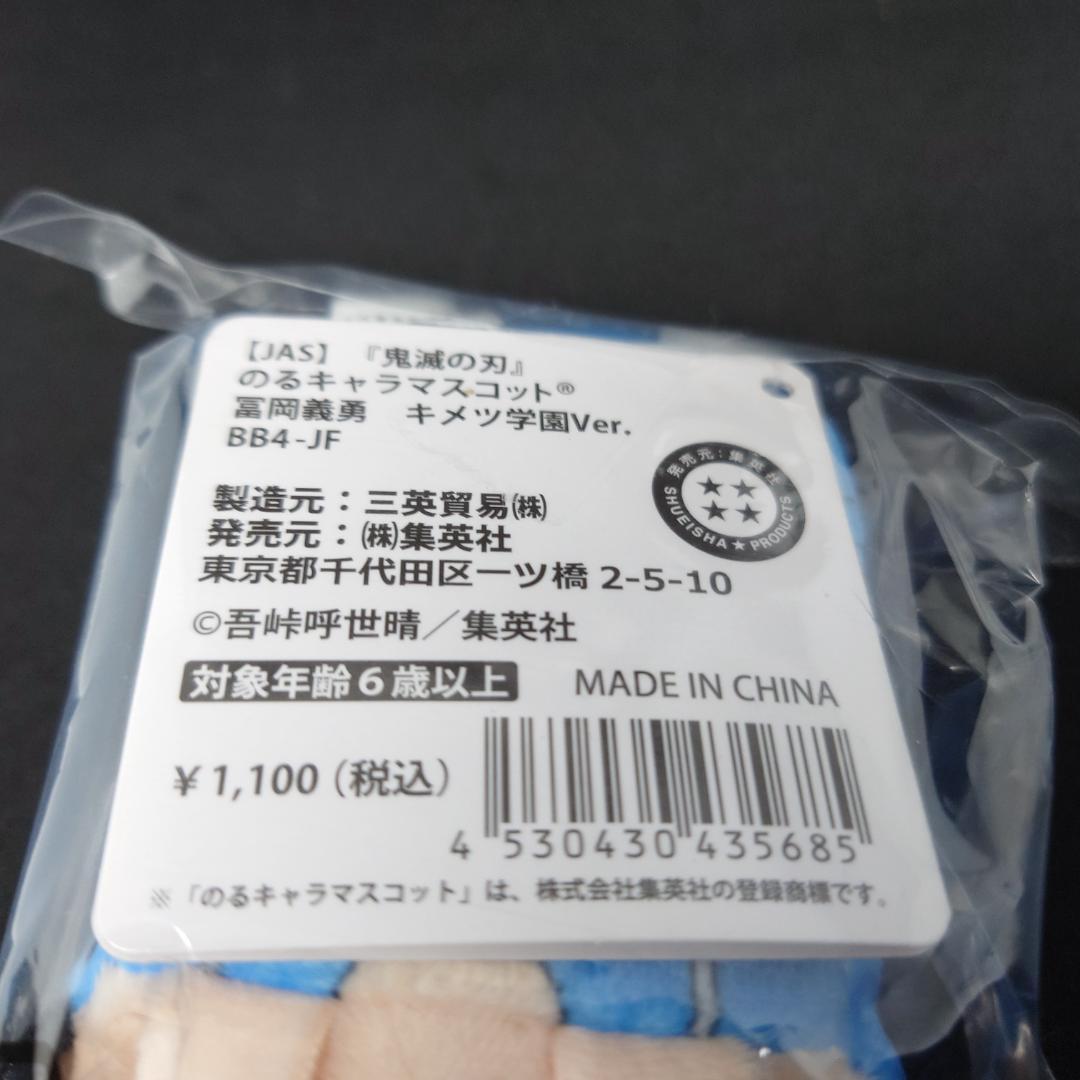 【JAS】 『鬼滅の刃』
のるキャラマスコット®
冨岡義勇 キメツ学園Ver.
BB4-JF
発売元：集英社
SHUEISHA★PRODUCTS
製造元：三英貿易㈱
発売元：㈱集英社
東京都千代田区一ツ橋 2-5-10
©吾峠呼世晴／集英社
対象年齢6歳以上
MADE IN CHINA
¥1,100（税込）
4 530430 435685
※「のるキャラマスコット」は、株式会社集英社の登録商標です。